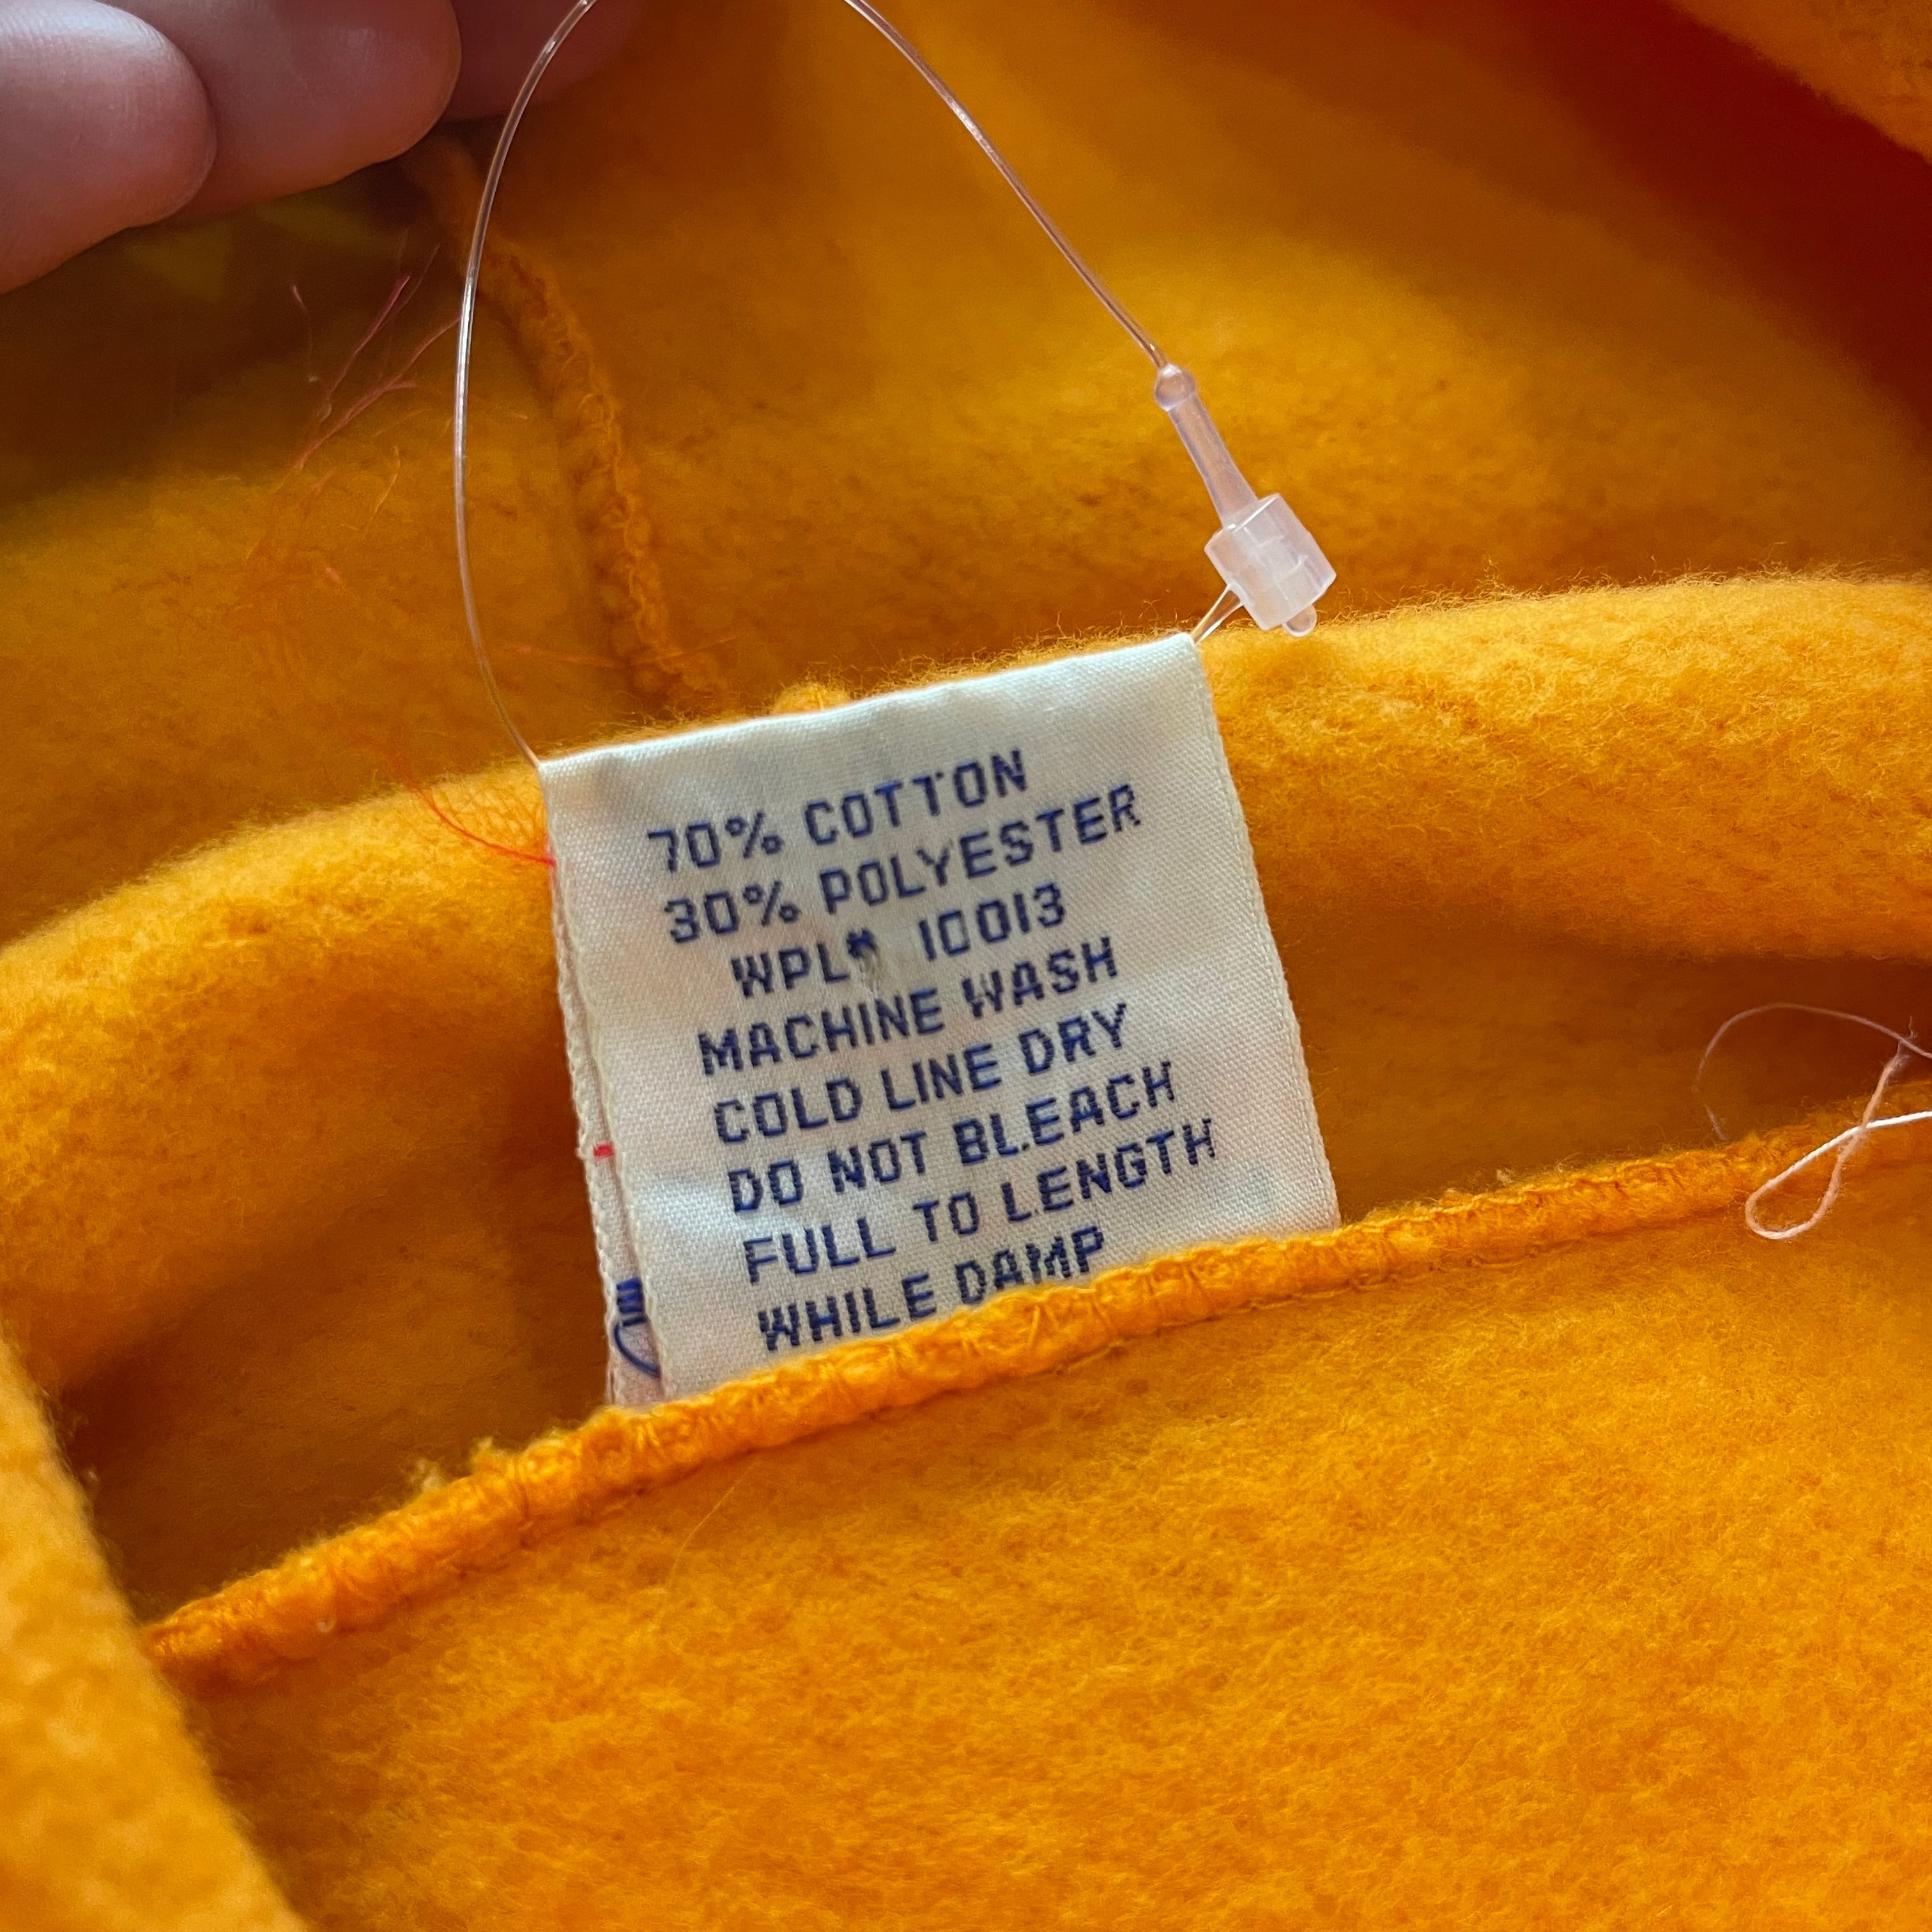 70% COTTON
30% POLYESTER
WPL# 10013
MACHINE WASH
COLD LINE DRY
DO NOT BLEACH
FULL TO LENGTH
WHILE DAMP